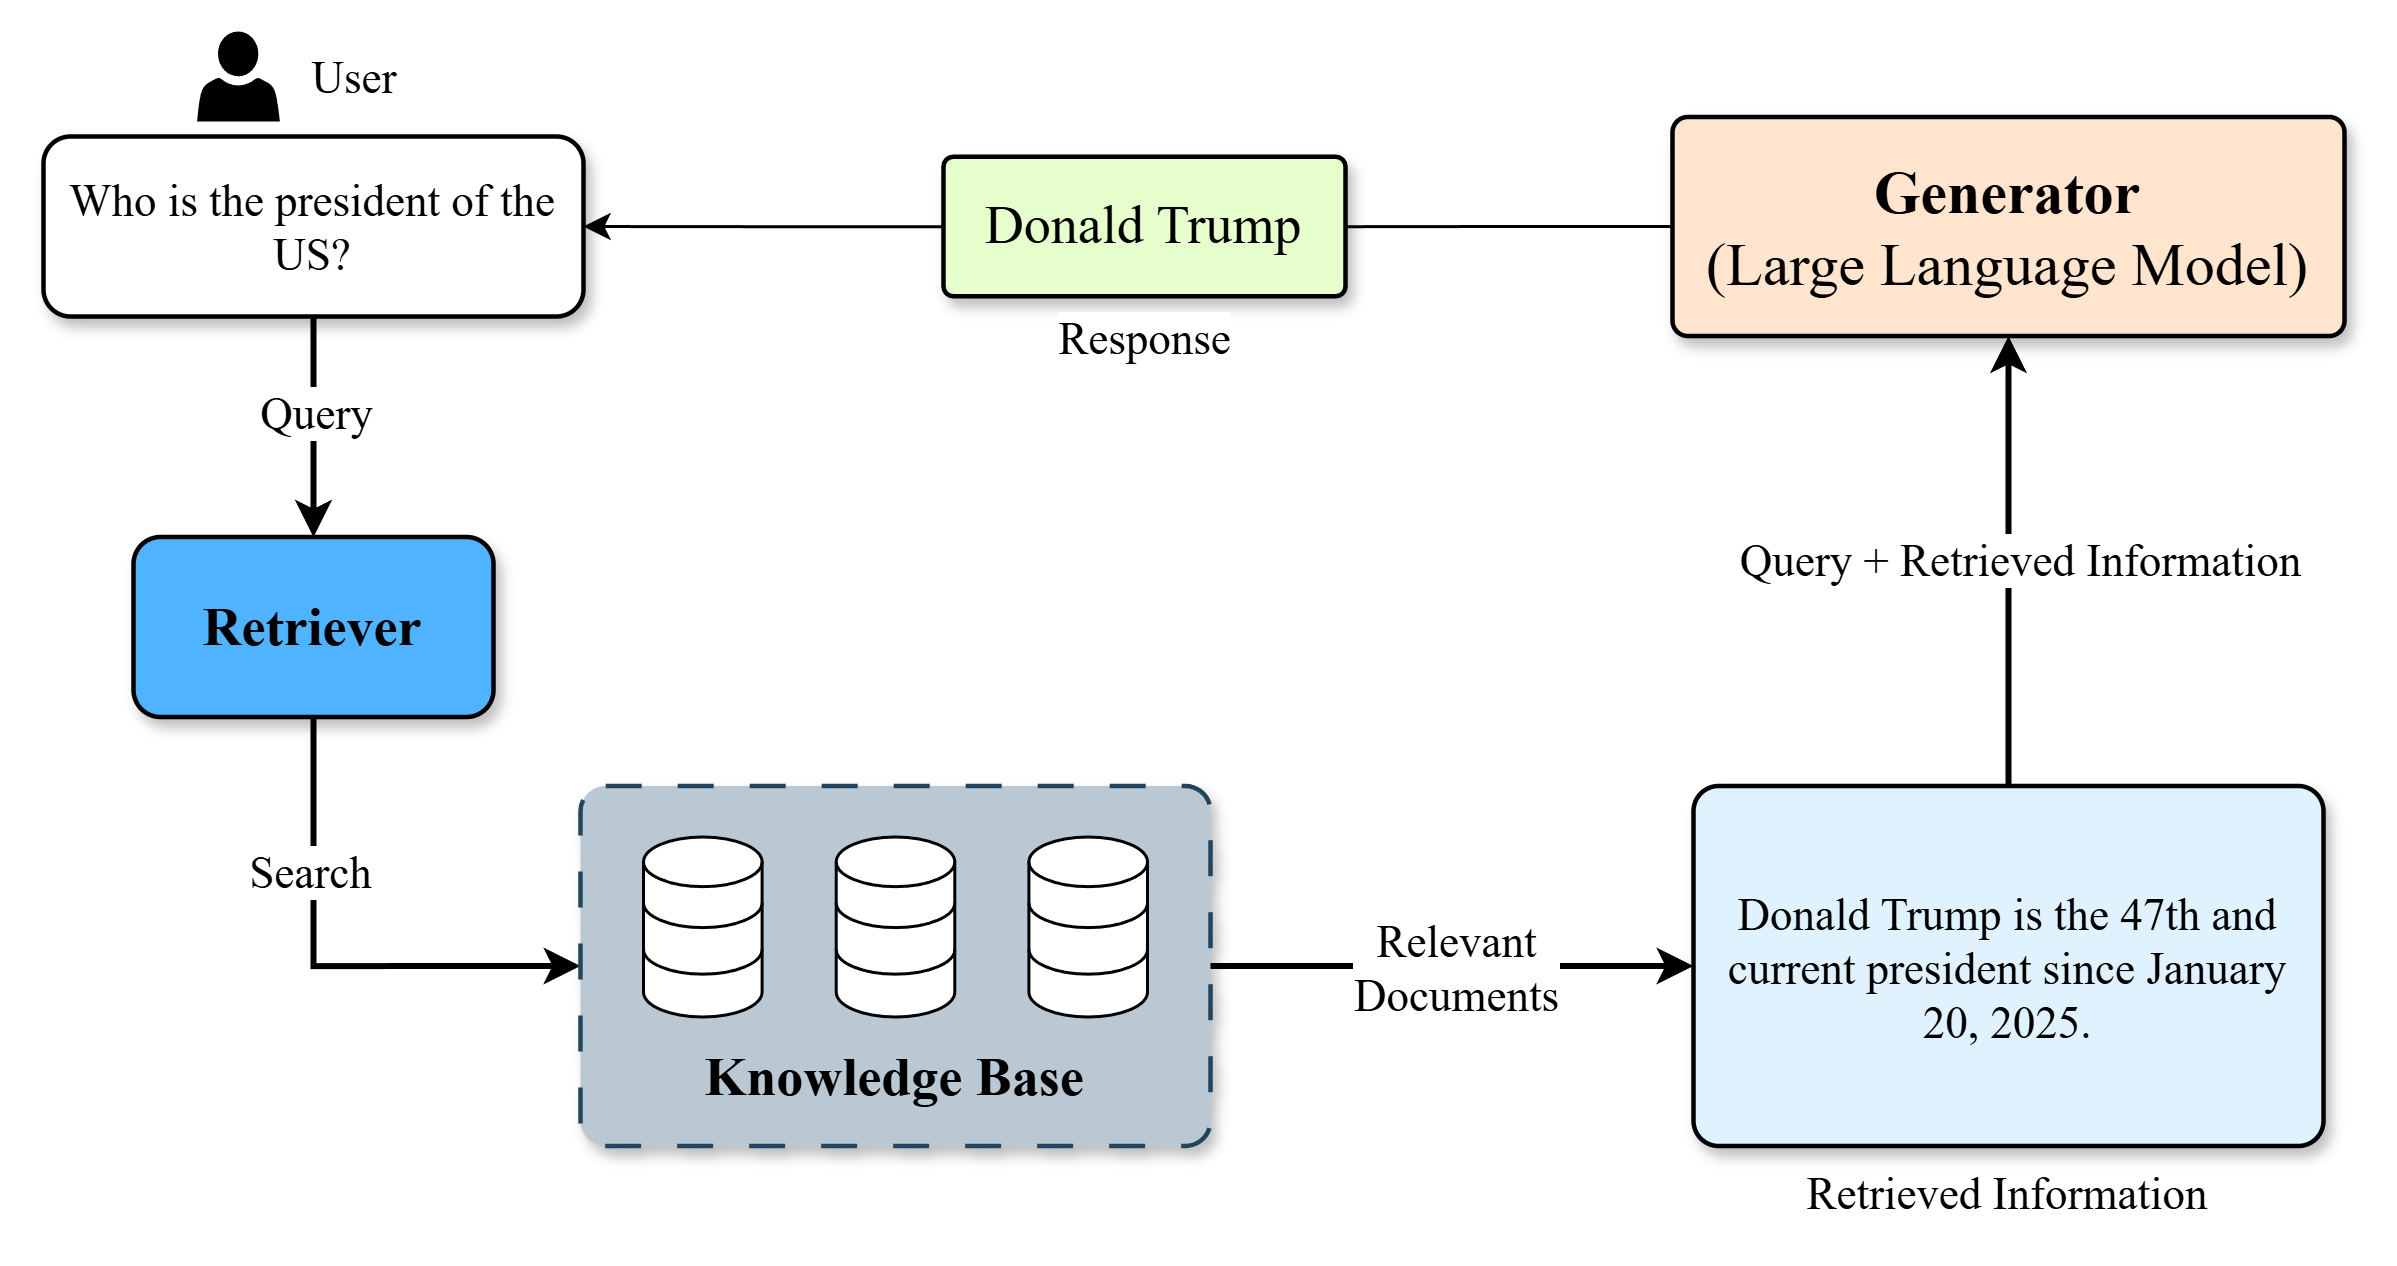 User
Who is the president of the
US?
Query
Retriever
Search
Knowledge Base
Relevant
Documents
Donald Trump is the 47th and
current president since January
20, 2025.
Retrieved Information
Query + Retrieved Information
Generator
(Large Language Model)
Donald Trump
Response